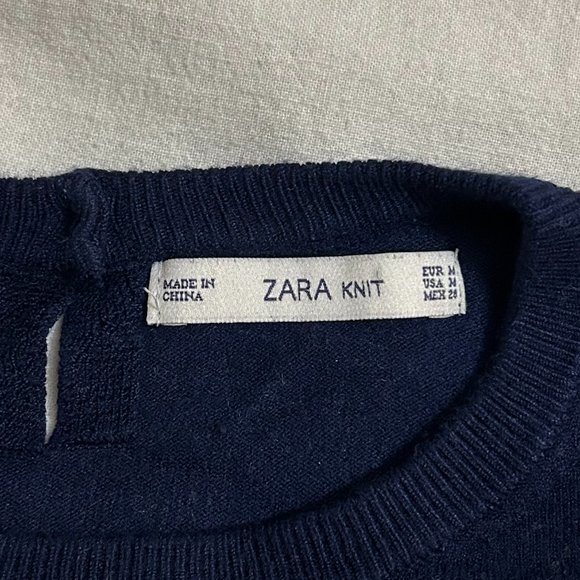 MADE IN
CHINA
ZARA KNIT
EUR M
USA M
MEX 28